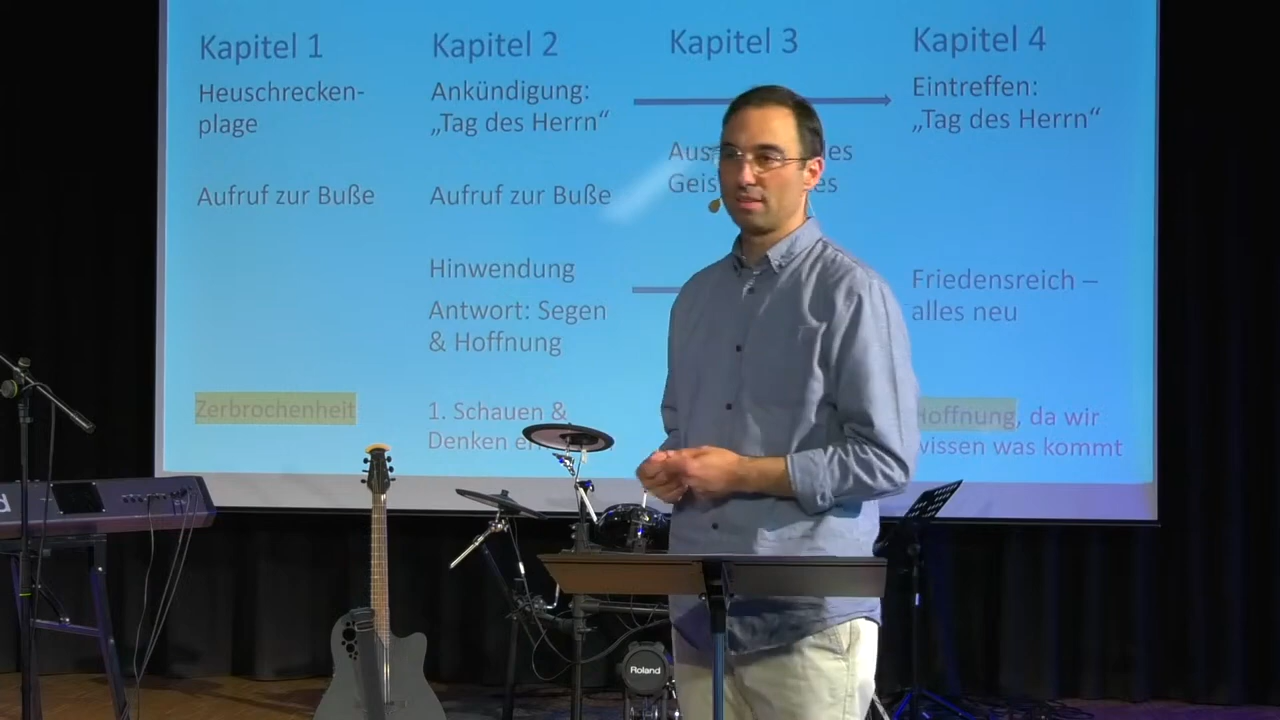 Kapitel 1
Heuschrecken-
plage
Aufruf zur Buße
Zerbrochenheit
Kapitel 2
Ankündigung:
„Tag des Herrn“
Aufruf zur Buße
Hinwendung
Antwort: Segen
& Hoffnung
1. Schauen &
Denken
Kapitel 3
Kapitel 4
Eintreffen:
„Tag des Herrn“
Friedensreich –
alles neu
Hoffnung, da wir
wissen was kommt
Roland